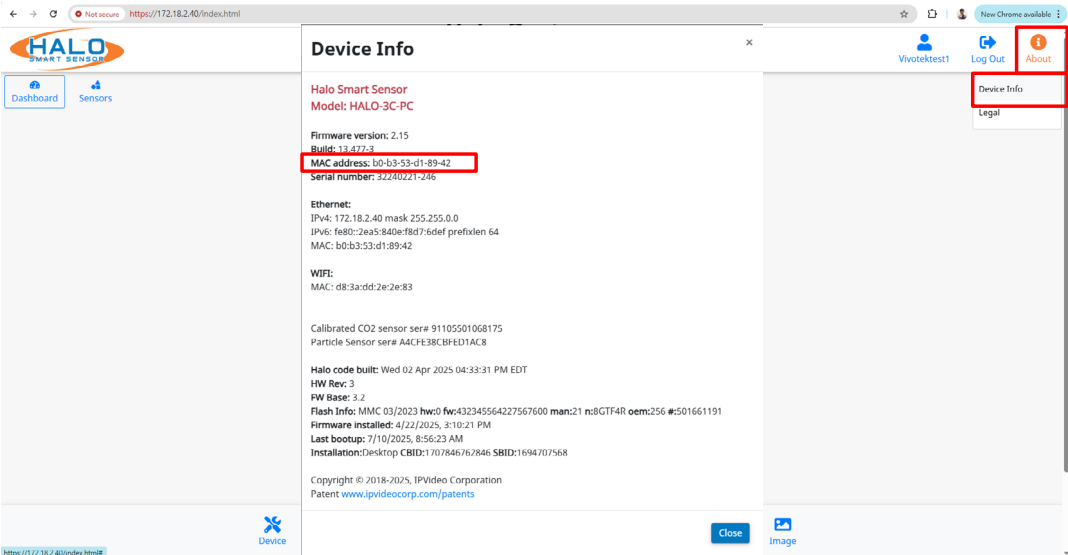 Not secure https://172.18.2.40/index.html New Chrome available
HALO
SMART SENSOR
Vivotektest1 Log Out About
Dashboard Sensors
Device Info
Legal
Device Info ×
Halo Smart Sensor
Model: HALO-3C-PC
Firmware version: 2.15
Build: 13.477-3
MAC address: b0-b3-53-d1-89-42
Serial number: 32240221-246
Ethernet:
IPv4: 172.18.2.40 mask 255.255.0.0
IPv6: fe80::2ea5:840e:f8d7:6def prefixlen 64
MAC: b0:b3:53:d1:89:42
WIFI:
MAC: d8:3a:dd:2e:2e:83
Calibrated CO2 sensor ser# 91105501068175
Particle Sensor ser# A4CFE38CBFED1AC8
Halo code built: Wed 02 Apr 2025 04:33:31 PM EDT
HW Rev: 3
FW Base: 3.2
Flash Info: MMC 03/2023 hw:0 fw:432345564227567600 man:21 n:8GTF4R oem:256 #:501661191
Firmware installed: 4/22/2025, 3:10:21 PM
Last bootup: 7/10/2025, 8:56:23 AM
Installation:Desktop CBID:1707846762846 SBID:1694707568
Copyright © 2018-2025, IPVideo Corporation
Patent www.ipvideocorp.com/patents
Close
Device Image
https://172.18.2.40/index.html#